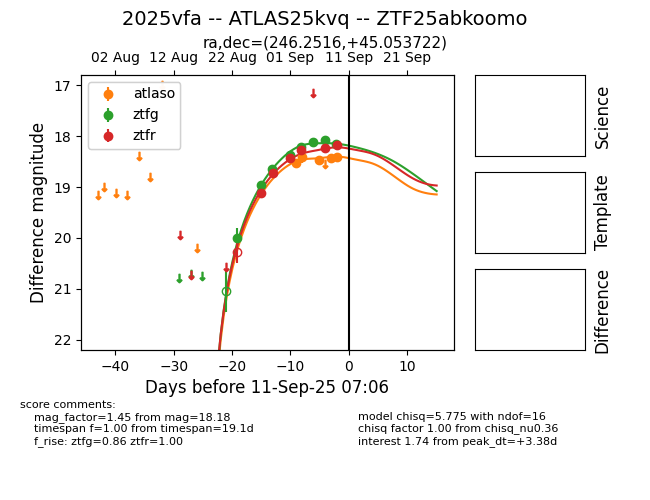 2025vfa -- ATLAS25kvq -- ZTF25abkoomo
ra,dec=(246.2516,+45.053722)
02 Aug 12 Aug 22 Aug 01 Sep 11 Sep 21 Sep
atlaso
ztfg
ztfr
17
18
19
20
21
22
Difference magnitude
−40 −30 −20 −10 0 10
Days before 11-Sep-25 07:06
Science
Template
Difference
score comments:
mag_factor=1.45 from mag=18.18
timespan f=1.00 from timespan=19.1d
f_rise: ztfg=0.86 ztfr=1.00
model chisq=5.775 with ndof=16
chisq factor 1.00 from chisq_nu0.36
interest 1.74 from peak_dt=+3.38d